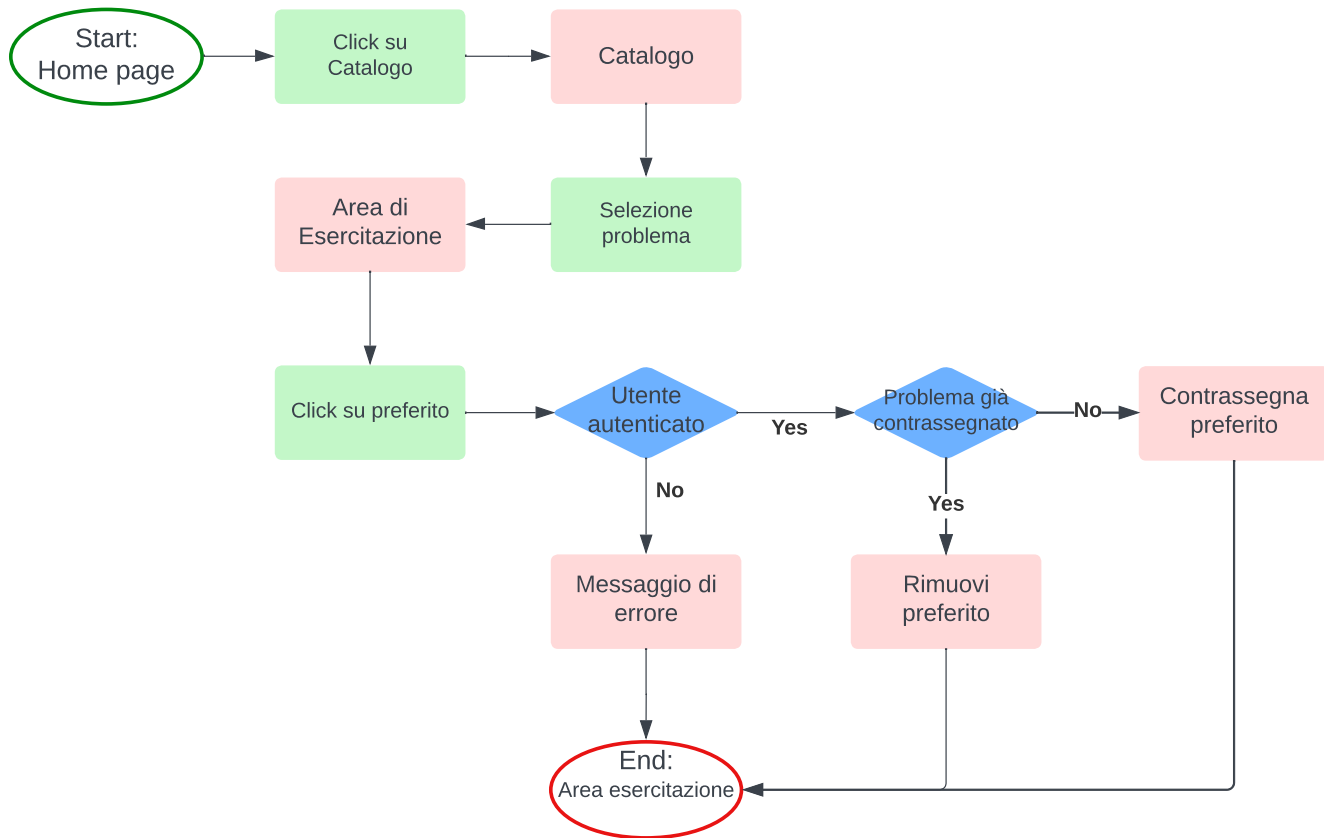 Start:
Home page
Click su
Catalogo
Catalogo
Area di
Esercitazione
Selezione
problema
Click su preferito
Utente
autenticato
Yes
Problema già
contrassegnato
No
Contrassegna
preferito
No
Yes
Messaggio di
errore
Rimuovi
preferito
End:
Area esercitazione